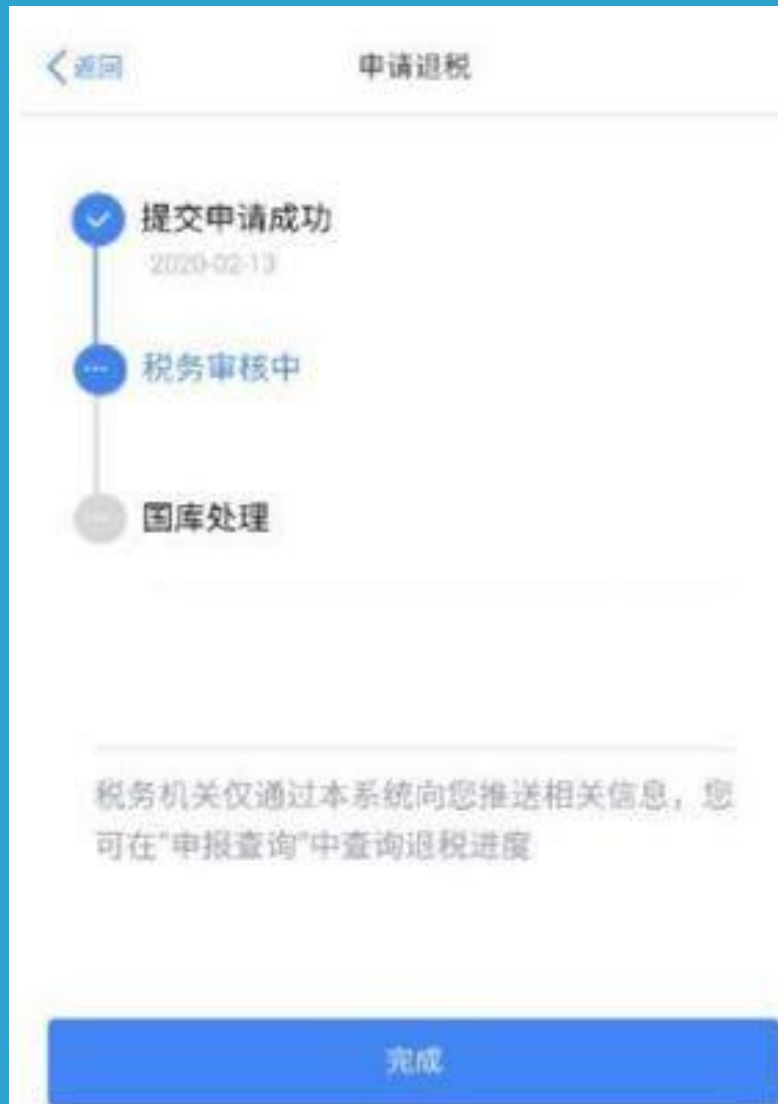 返回
申请退税
提交申请成功
2020-02-13
税务审核中
国库处理
税务机关仅通过本系统向您推送相关信息，您
可在"申报查询"中查询退税进度
完成